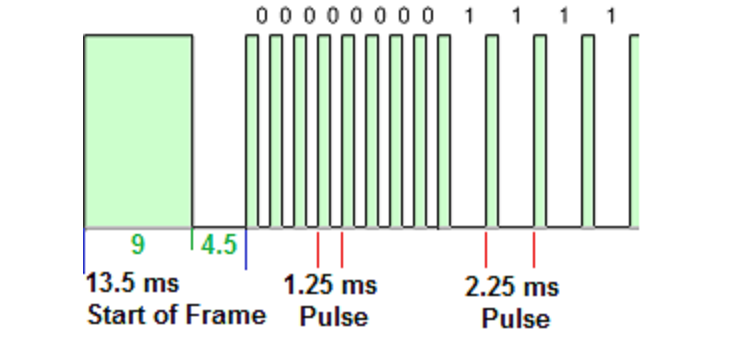 0 0 0 0 0 0 0 0 1 1 1 1
9 4.5
13.5 ms 1.25 ms 2.25 ms
Start of Frame Pulse Pulse